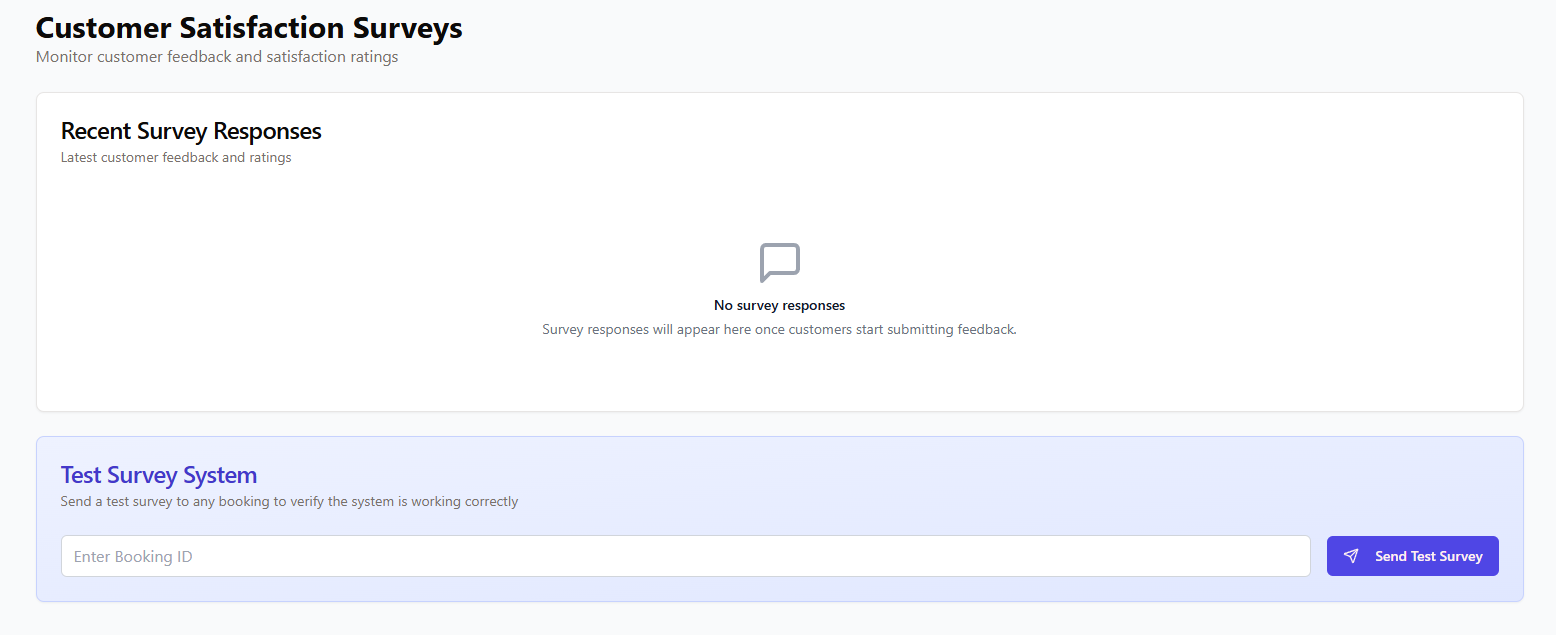 Customer Satisfaction Surveys
Monitor customer feedback and satisfaction ratings
Recent Survey Responses
Latest customer feedback and ratings
No survey responses
Survey responses will appear here once customers start submitting feedback.
Test Survey System
Send a test survey to any booking to verify the system is working correctly
Enter Booking ID
Send Test Survey